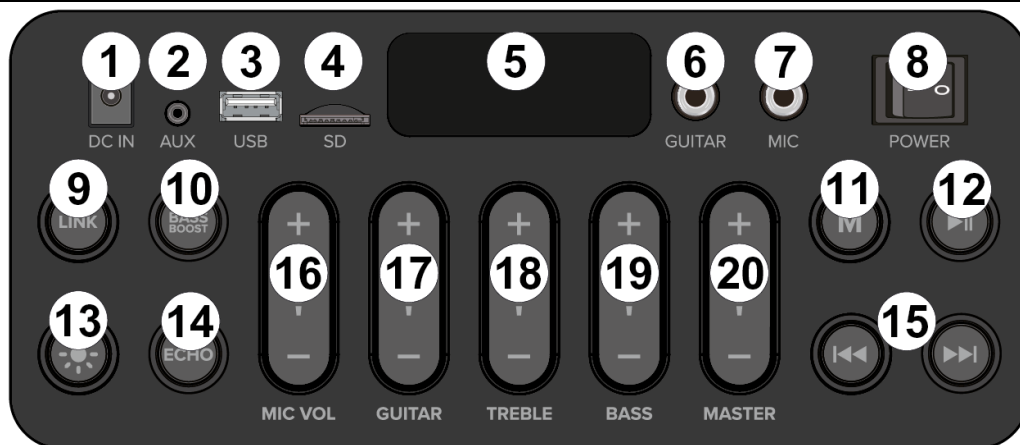 1 2 3 4 5 6 7 8
DC IN AUX USB SD GUITAR MIC POWER
9 10 11 12
LINK BASS BOOST M
16 17 18 19 20
13 14 15
ECHO
MIC VOL GUITAR TREBLE BASS MASTER